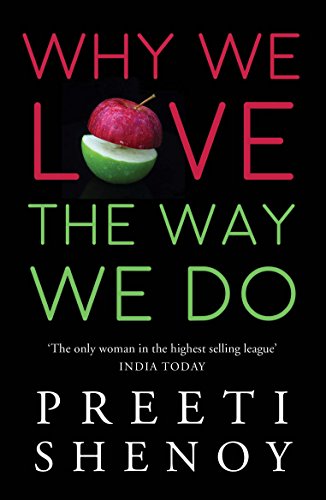 WHY WE
LOVE
THE WAY
WE DO
‘The only woman in the highest selling league’
INDIA TODAY
PREETI
SHENOY